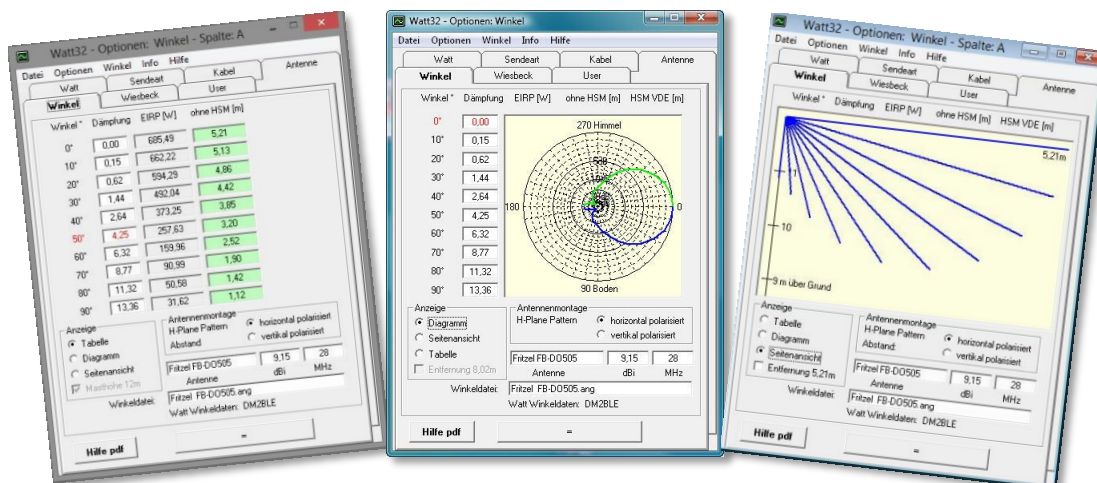 Watt32 - Optionen: Winkel - Spalte: A
Datei Optionen Winkel Info Hilfe
Watt Sendeart Kabel Antenne
Winkel Wiesbeck User
Winkel * Dämpfung EIRP [W] ohne HSM [m]
0° 0,00 685,49 5,21
10° 0,15 662,22 5,13
20° 0,62 594,29 4,86
30° 1,44 492,04 4,42
40° 2,64 373,25 3,85
50° 4,25 257,63 3,20
60° 6,32 159,96 2,52
70° 8,77 90,99 1,90
80° 11,32 50,58 1,42
90° 13,36 31,62 1,12
Anzeige
Tabelle
Diagramm
Seitenansicht
Masthöhe 12m
Antennenmontage
H-Plane Pattern horizontal polarisiert
Abstand vertikal polarisiert
Fritzel FB-DO505 9,15 28
Antenne dBi MHz
Winkeldatei: Fritzel FB-DO505.ang
Watt Winkeldaten: DM2BLE
Hilfe pdf =
Watt32 - Optionen: Winkel
Datei Optionen Winkel Info Hilfe
Watt Sendeart Kabel Antenne
Winkel Wiesbeck User
Winkel * Dämpfung EIRP [W] ohne HSM [m] HSM VDE [m]
0° 0,00
10° 0,15
20° 0,62
30° 1,44
40° 2,64
50° 4,25
60° 6,32
70° 8,77
80° 11,32
90° 13,36
270 Himmel
180 0
90 Boden
Anzeige
Diagramm
Seitenansicht
Tabelle
Entfernung 8,02m
Antennenmontage
H-Plane Pattern horizontal polarisiert
vertikal polarisiert
Fritzel FB-DO505 9,15 28
Antenne dBi MHz
Winkeldatei: Fritzel FB-DO505.ang
Watt Winkeldaten: DM2BLE
Hilfe pdf =
Watt32 - Optionen: Winkel - Spalte: A
Datei Optionen Winkel Info Hilfe
Watt Sendeart Kabel Antenne
Winkel Wiesbeck User
Winkel * Dämpfung EIRP [W] ohne HSM [m] HSM VDE [m]
5,21m
11
10
9 m über Grund
Anzeige
Tabelle
Diagramm
Seitenansicht
Entfernung 5,21m
Antennenmontage
H-Plane Pattern horizontal polarisiert
Abstand: vertikal polarisiert
Fritzel FB-DO505 9,15 28
Antenne dBi MHz
Winkeldatei: Fritzel FB-DO505.ang
Watt Winkeldaten: DM2BLE
Hilfe pdf =